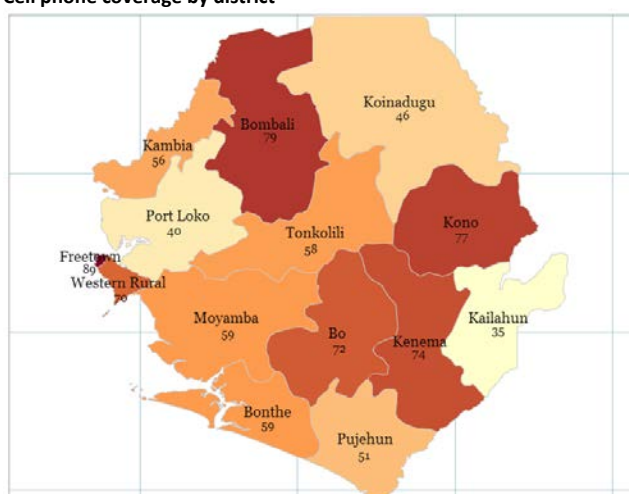 Cell phone coverage by district
Koinadugu
46
Bombali
79
Kambia
56
Port Loko
40
Kono
77
Tonkolili
58
Freetown
89
Western Rural
70
Moyamba
59
Bo
72
Kenema
74
Kailahun
35
Bonthe
59
Pujehun
51